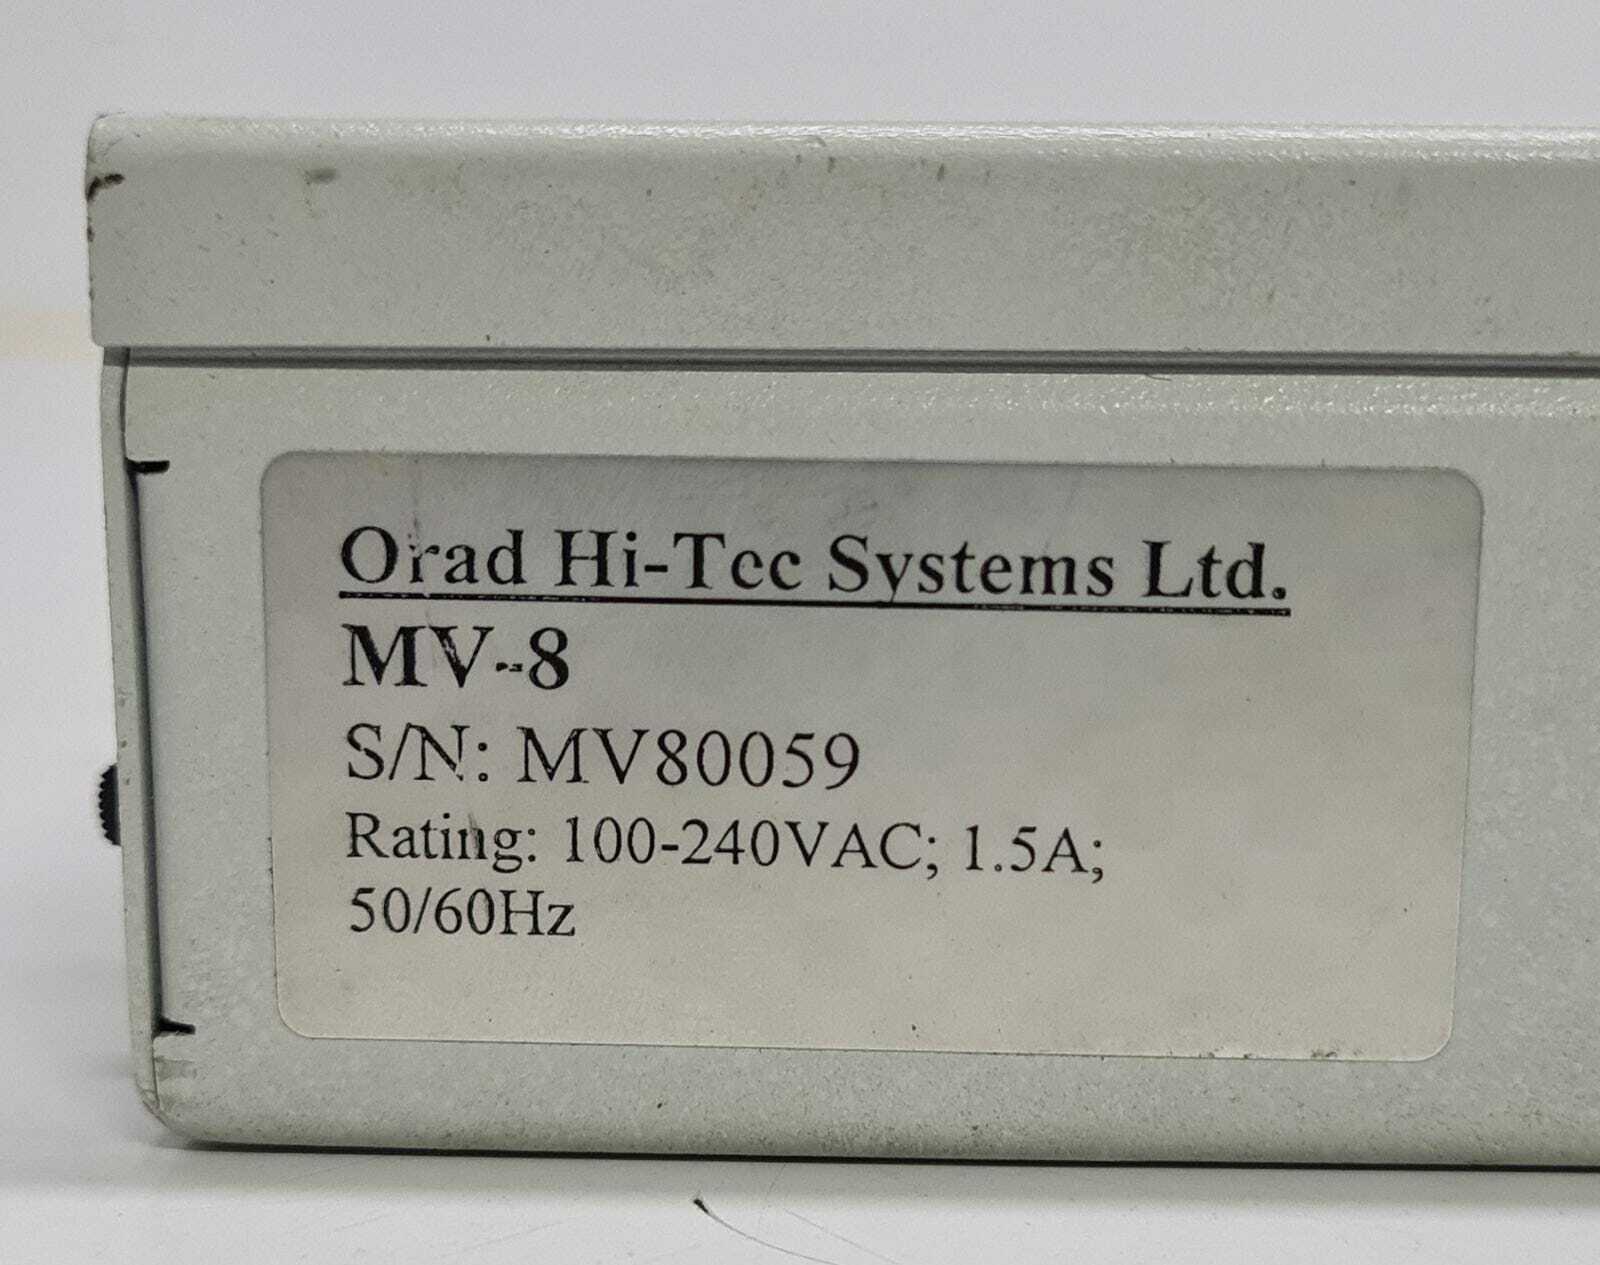 Orad Hi-Tec Systems Ltd.
MV-8
S/N: MV80059
Rating: 100-240VAC; 1.5A;
50/60Hz